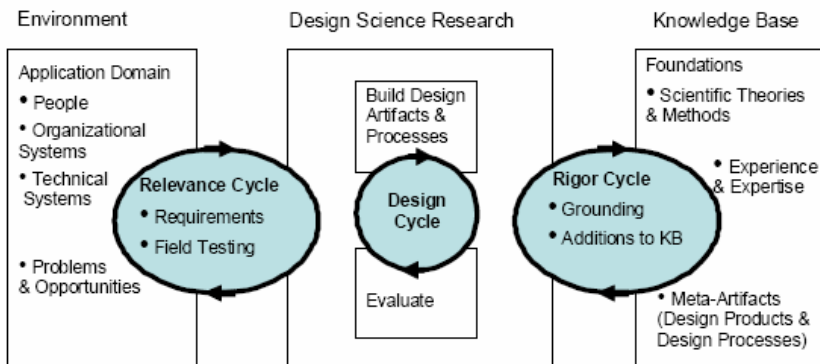 Environment
Design Science Research
Knowledge Base
Application Domain
• People
• Organizational
Systems
• Technical
Systems
• Problems
& Opportunities
Relevance Cycle
• Requirements
• Field Testing
Build Design
Artifacts &
Processes
Design
Cycle
Evaluate
Rigor Cycle
• Grounding
• Additions to KB
Foundations
• Scientific Theories
& Methods
• Experience
& Expertise
• Meta-Artifacts
(Design Products &
Design Processes)